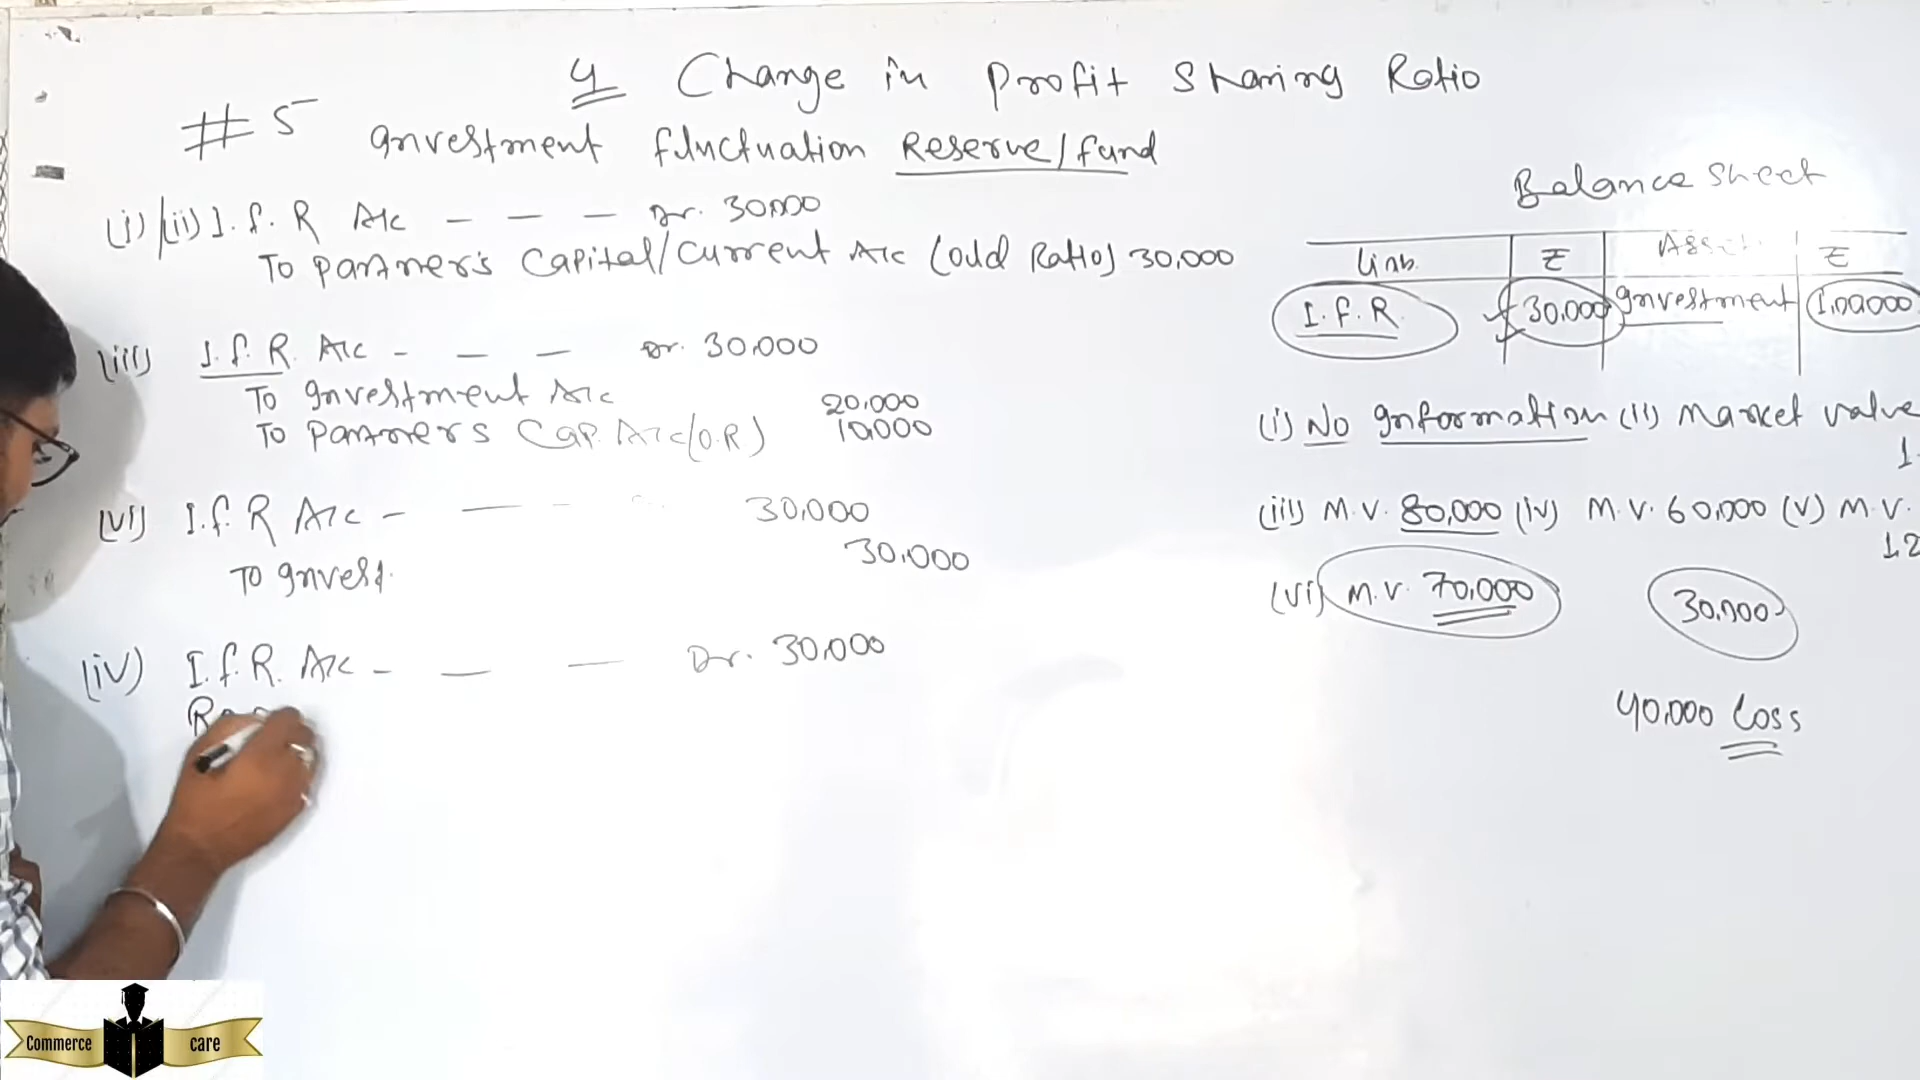 4 Change in Profit Sharing Ratio
# 5 Investment fluctuation Reserve/fund
(i)/(ii) I.f.R A/c — — — Dr. 30,000
To Partner's Capital/Current A/c (Old Ratio) 30,000
(iii) I.f.R. A/c - — — Dr. 30,000
To Investment A/c 20,000
To Partners Cap. A/c (O.R) 10,000
(vi) I.f.R A/c - — - 30,000
To Invest. 30,000
(iv) I.f.R. A/c - — — Dr. 30,000
Balance Sheet
Liab. ₹ Asset ₹
I.F.R. 30,000 Investment 1,00,000
(i) No Information (ii) Market value
(iii) M.V. 80,000 (iv) M.V. 60,000 (v) M.V.
(vi) M.V. 70,000 30,000
40,000 Loss
Commerce care